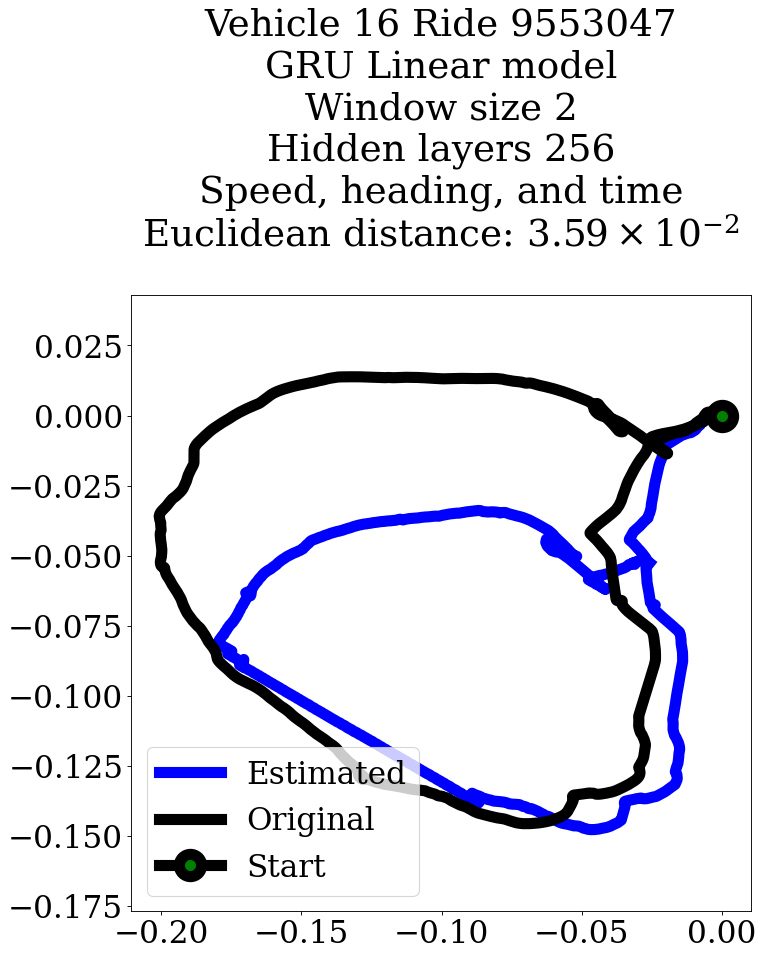 Vehicle 16 Ride 9553047
GRU Linear model
Window size 2
Hidden layers 256
Speed, heading, and time
Euclidean distance: 3.59 × 10⁻²
0.025
0.000
−0.025
−0.050
−0.075
−0.100
−0.125
−0.150
−0.175
Estimated
Original
Start
−0.20 −0.15 −0.10 −0.05 0.00